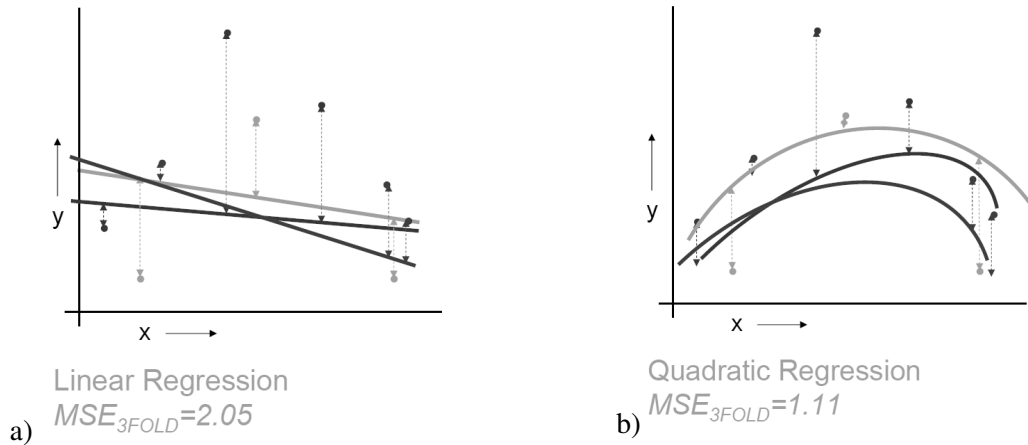 y
x
Linear Regression
a) MSE3FOLD=2.05
y
x
Quadratic Regression
b) MSE3FOLD=1.11